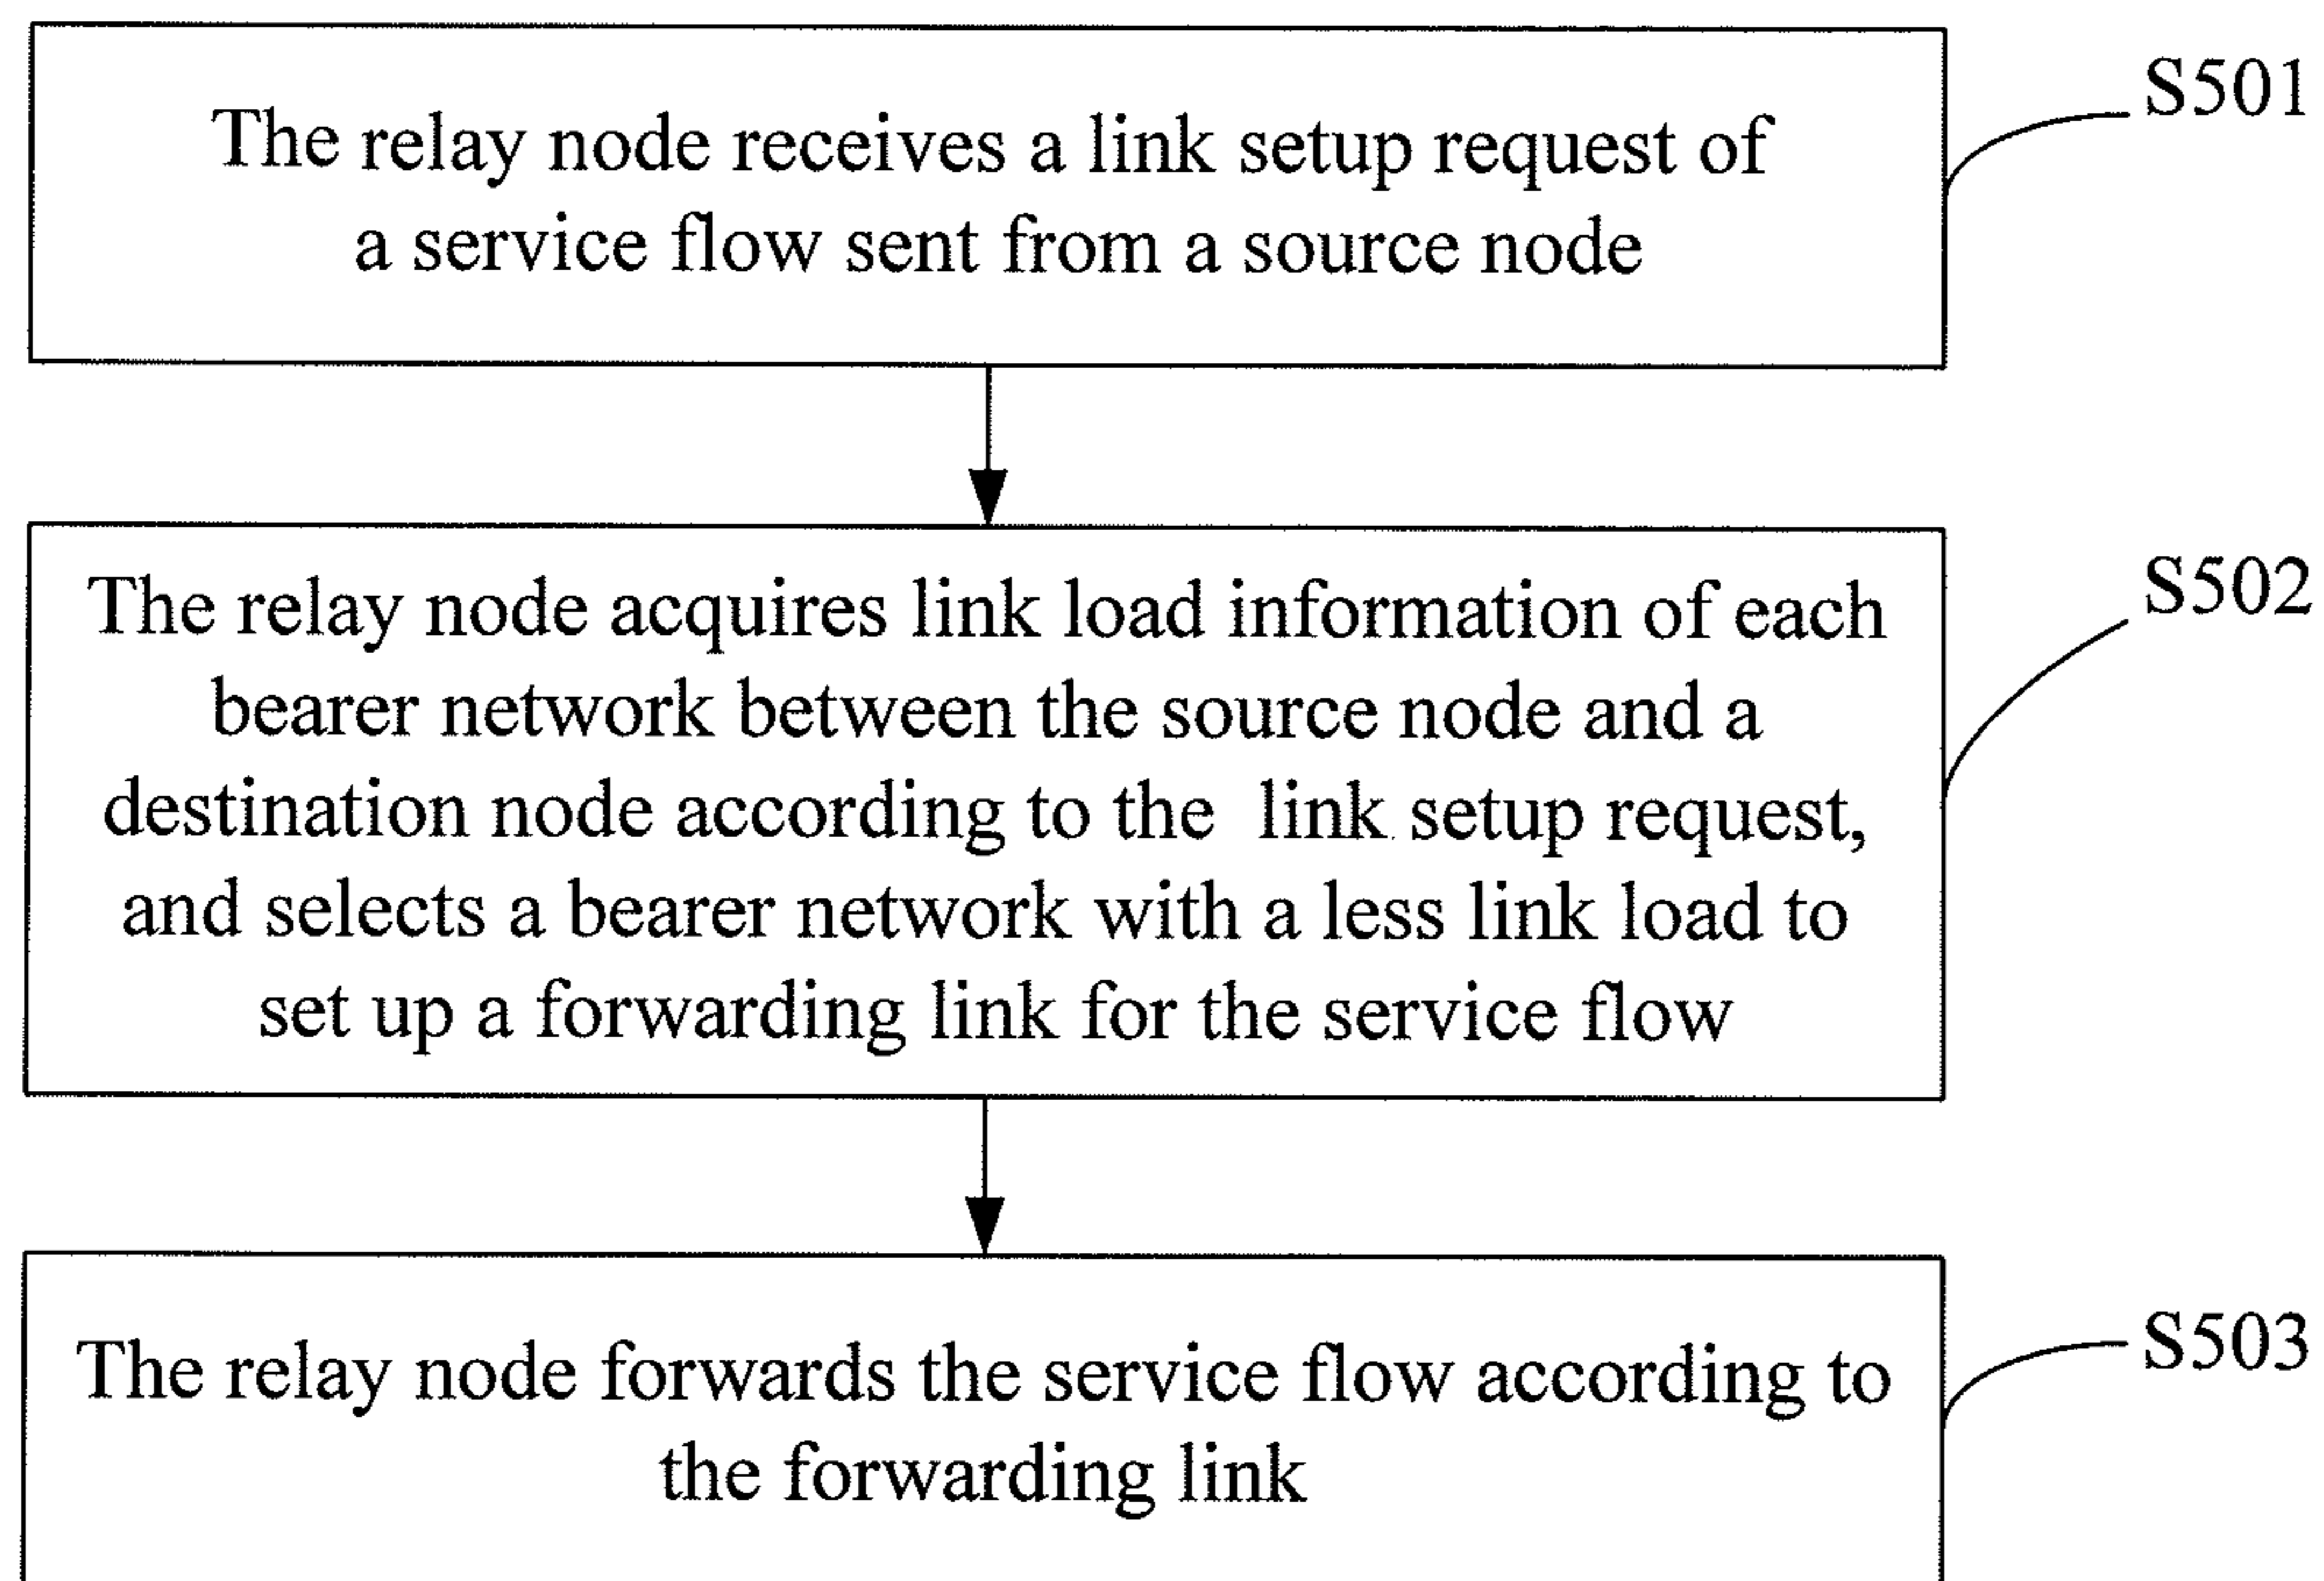 The relay node receives a link setup request of
a service flow sent from a source node
S501
The relay node acquires link load information of each
bearer network between the source node and a
destination node according to the link setup request,
and selects a bearer network with a less link load to
set up a forwarding link for the service flow
S502
The relay node forwards the service flow according to
the forwarding link
S503